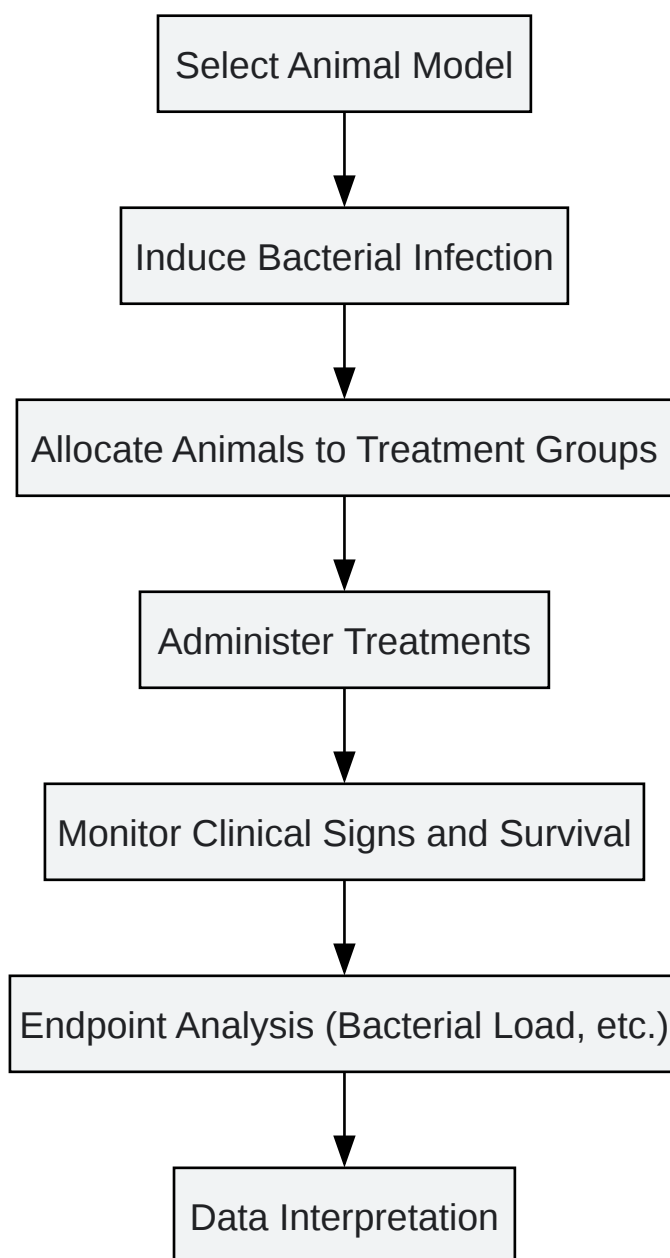 Select Animal Model
Induce Bacterial Infection
Allocate Animals to Treatment Groups
Administer Treatments
Monitor Clinical Signs and Survival
Endpoint Analysis (Bacterial Load, etc.)
Data Interpretation